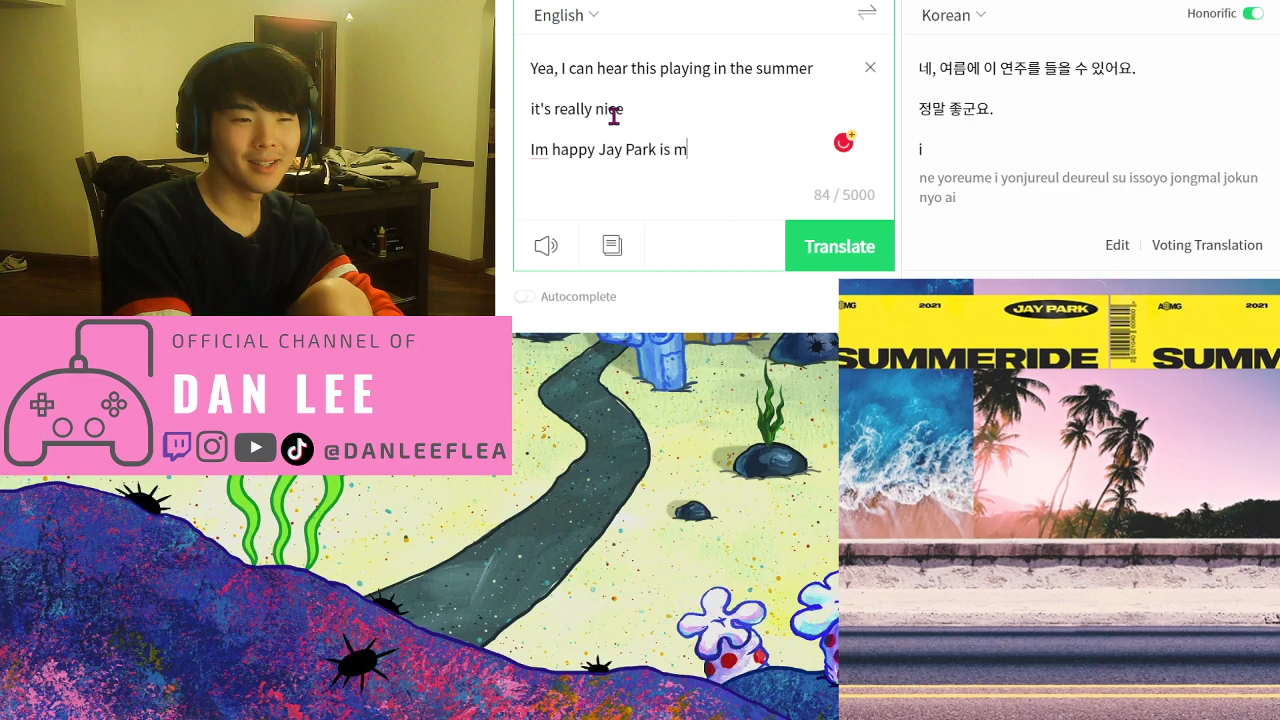 English
Yea, I can hear this playing in the summer
it's really nice
Im happy Jay Park is m
84 / 5000
Translate
Autocomplete
Korean
Honorific
네, 여름에 이 연주를 들을 수 있어요.
정말 좋군요.
i
ne yoreume i yonjureul deureul su issoyo jongmal jokun
nyo ai
Edit
Voting Translation
OFFICIAL CHANNEL OF
DAN LEE
@DANLEEFLEA
2021
JAY PARK
2021
SUMMERIDE
SUMM